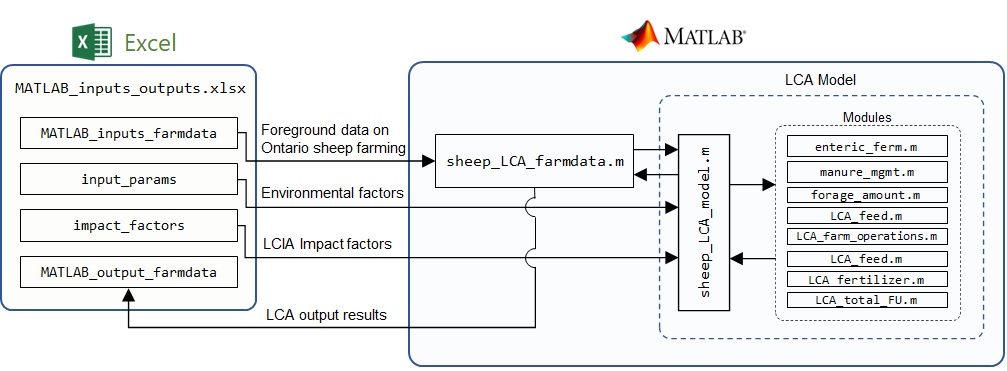 Excel
MATLAB®
MATLAB_inputs_outputs.xlsx
MATLAB_inputs_farmdata
input_params
impact_factors
MATLAB_output_farmdata
Foreground data on
Ontario sheep farming
Environmental factors
LCIA Impact factors
LCA output results
sheep_LCA_farmdata.m
LCA Model
sheep_LCA_model.m
Modules
enteric_ferm.m
manure_mgmt.m
forage_amount.m
LCA_feed.m
LCA_farm_operations.m
LCA_feed.m
LCA_fertilizer.m
LCA_total_FU.m